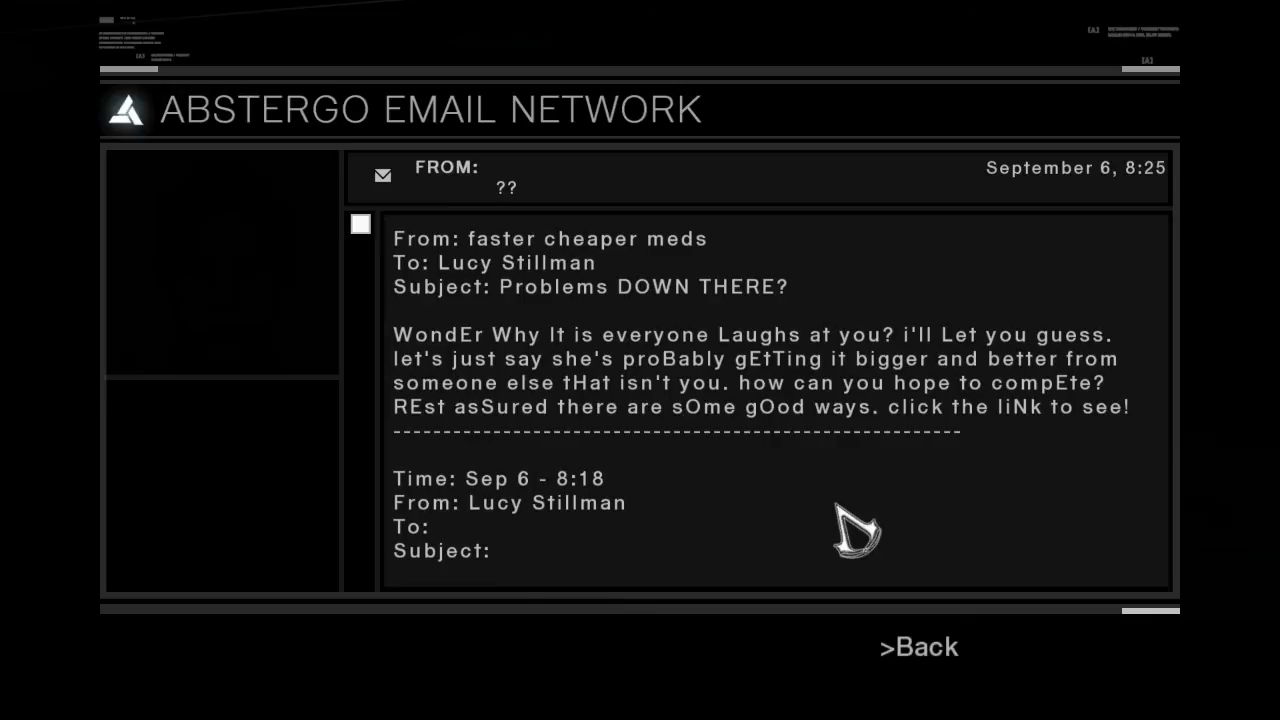 ABSTERGO EMAIL NETWORK
FROM:
??
September 6, 8:25
From: faster cheaper meds
To: Lucy Stillman
Subject: Problems DOWN THERE?
WondEr Why It is everyone Laughs at you? i'll Let you guess.
let's just say she's proBably gEtTing it bigger and better from
someone else tHat isn't you. how can you hope to compEte?
REst asSured there are sOme gOod ways. click the liNk to see!
---------------------------------------------------------
Time: Sep 6 - 8:18
From: Lucy Stillman
To:
Subject:
>Back